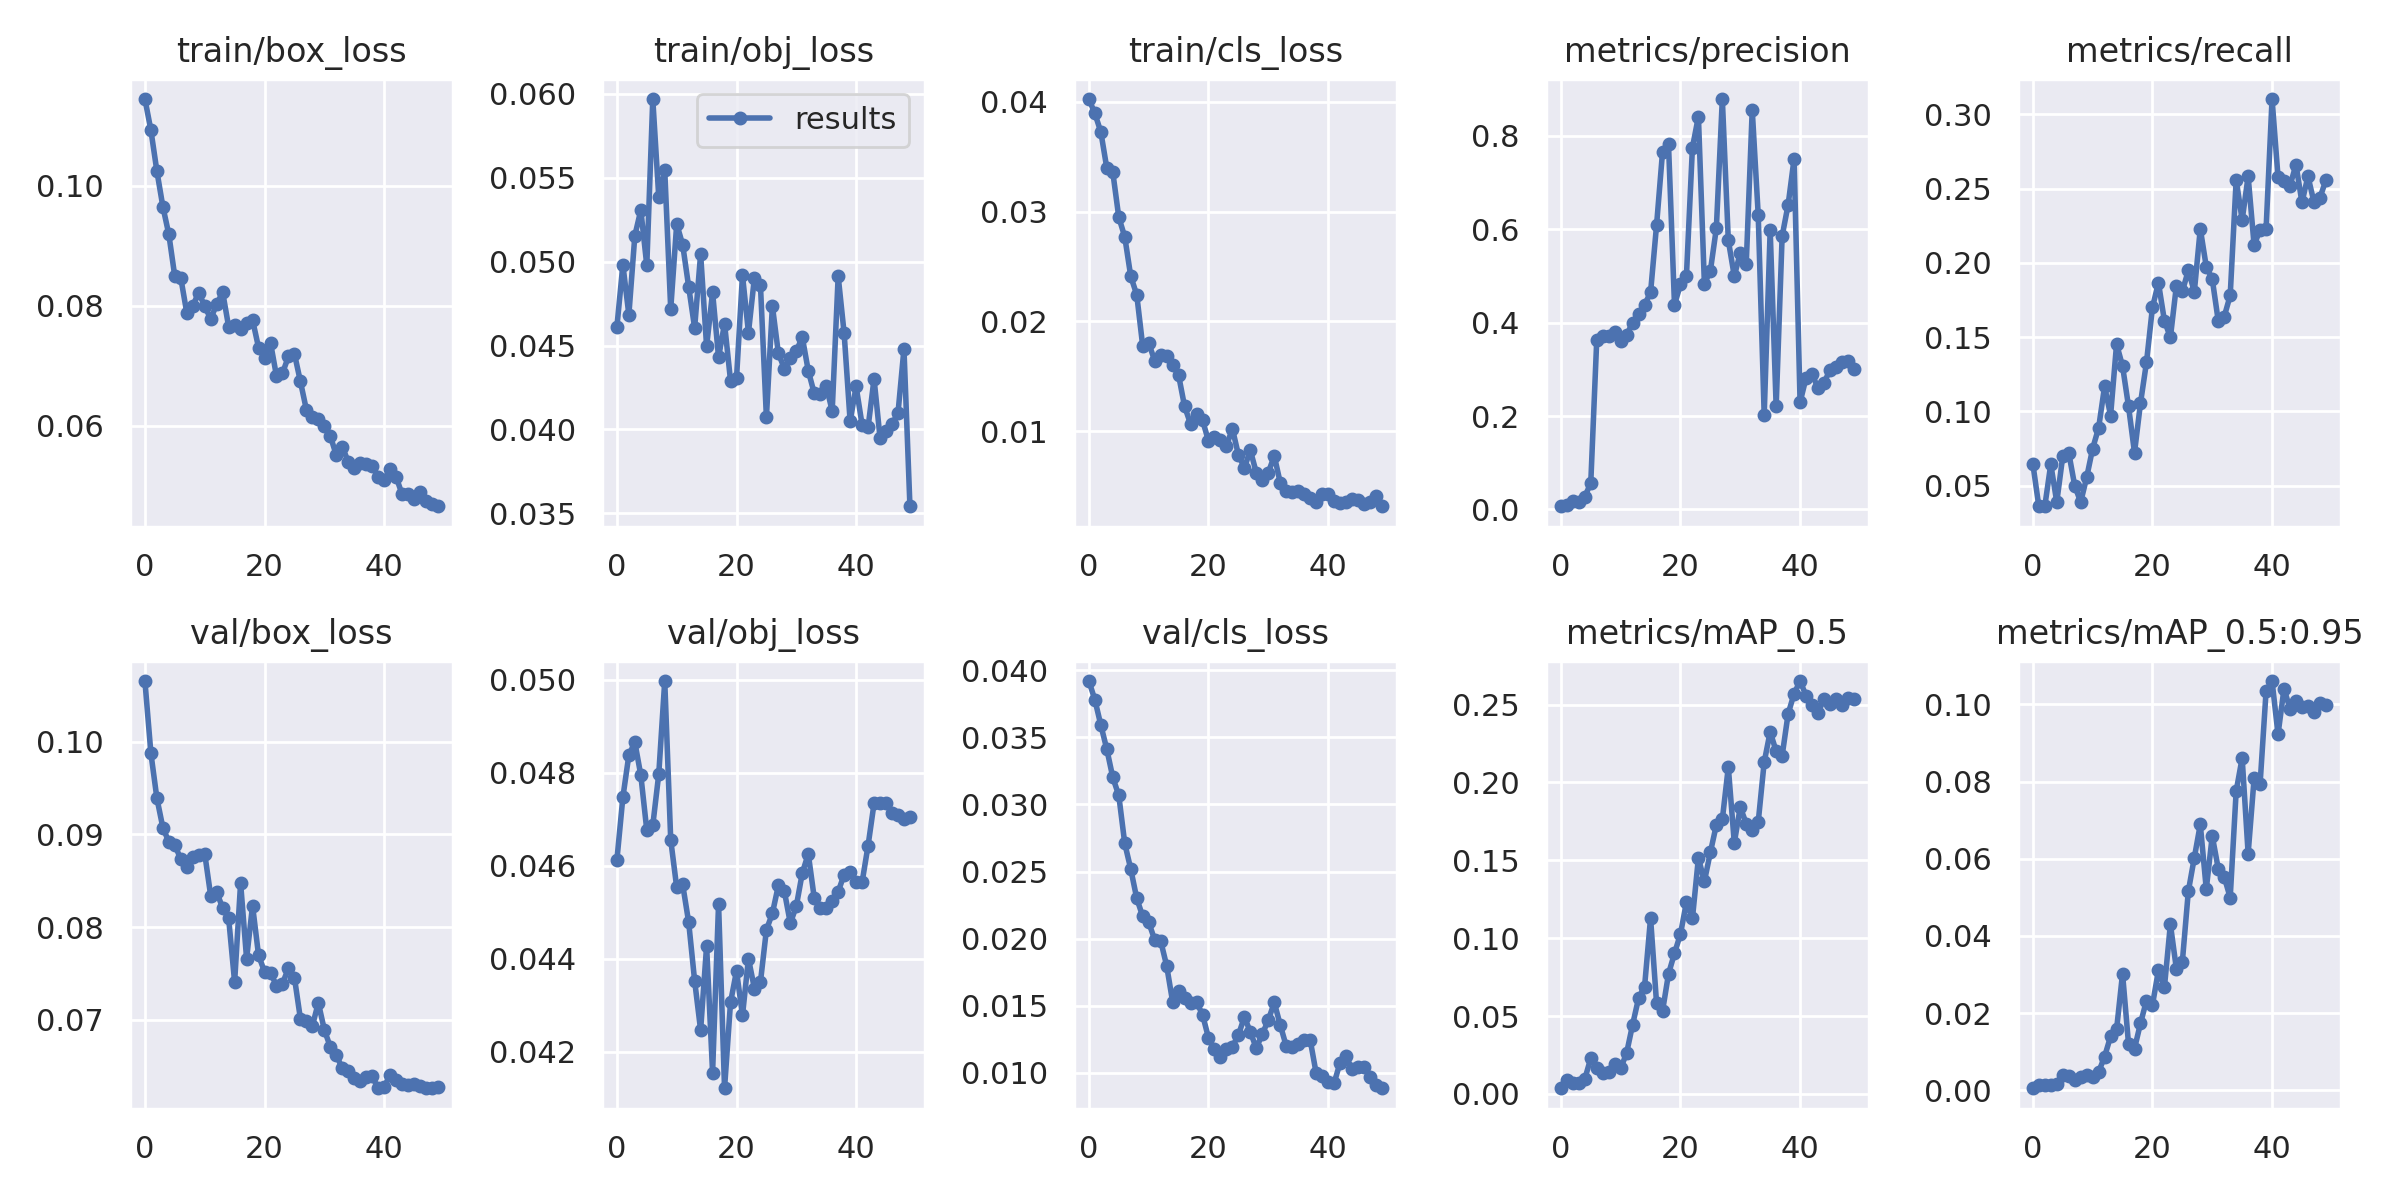 train/box_loss
0.10
0.08
0.06
0 20 40
train/obj_loss
results
0.060
0.055
0.050
0.045
0.040
0.035
0 20 40
train/cls_loss
0.04
0.03
0.02
0.01
0 20 40
metrics/precision
0.8
0.6
0.4
0.2
0.0
0 20 40
metrics/recall
0.30
0.25
0.20
0.15
0.10
0.05
0 20 40
val/box_loss
0.10
0.09
0.08
0.07
0 20 40
val/obj_loss
0.050
0.048
0.046
0.044
0.042
0 20 40
val/cls_loss
0.040
0.035
0.030
0.025
0.020
0.015
0.010
0 20 40
metrics/mAP_0.5
0.25
0.20
0.15
0.10
0.05
0.00
0 20 40
metrics/mAP_0.5:0.95
0.10
0.08
0.06
0.04
0.02
0.00
0 20 40